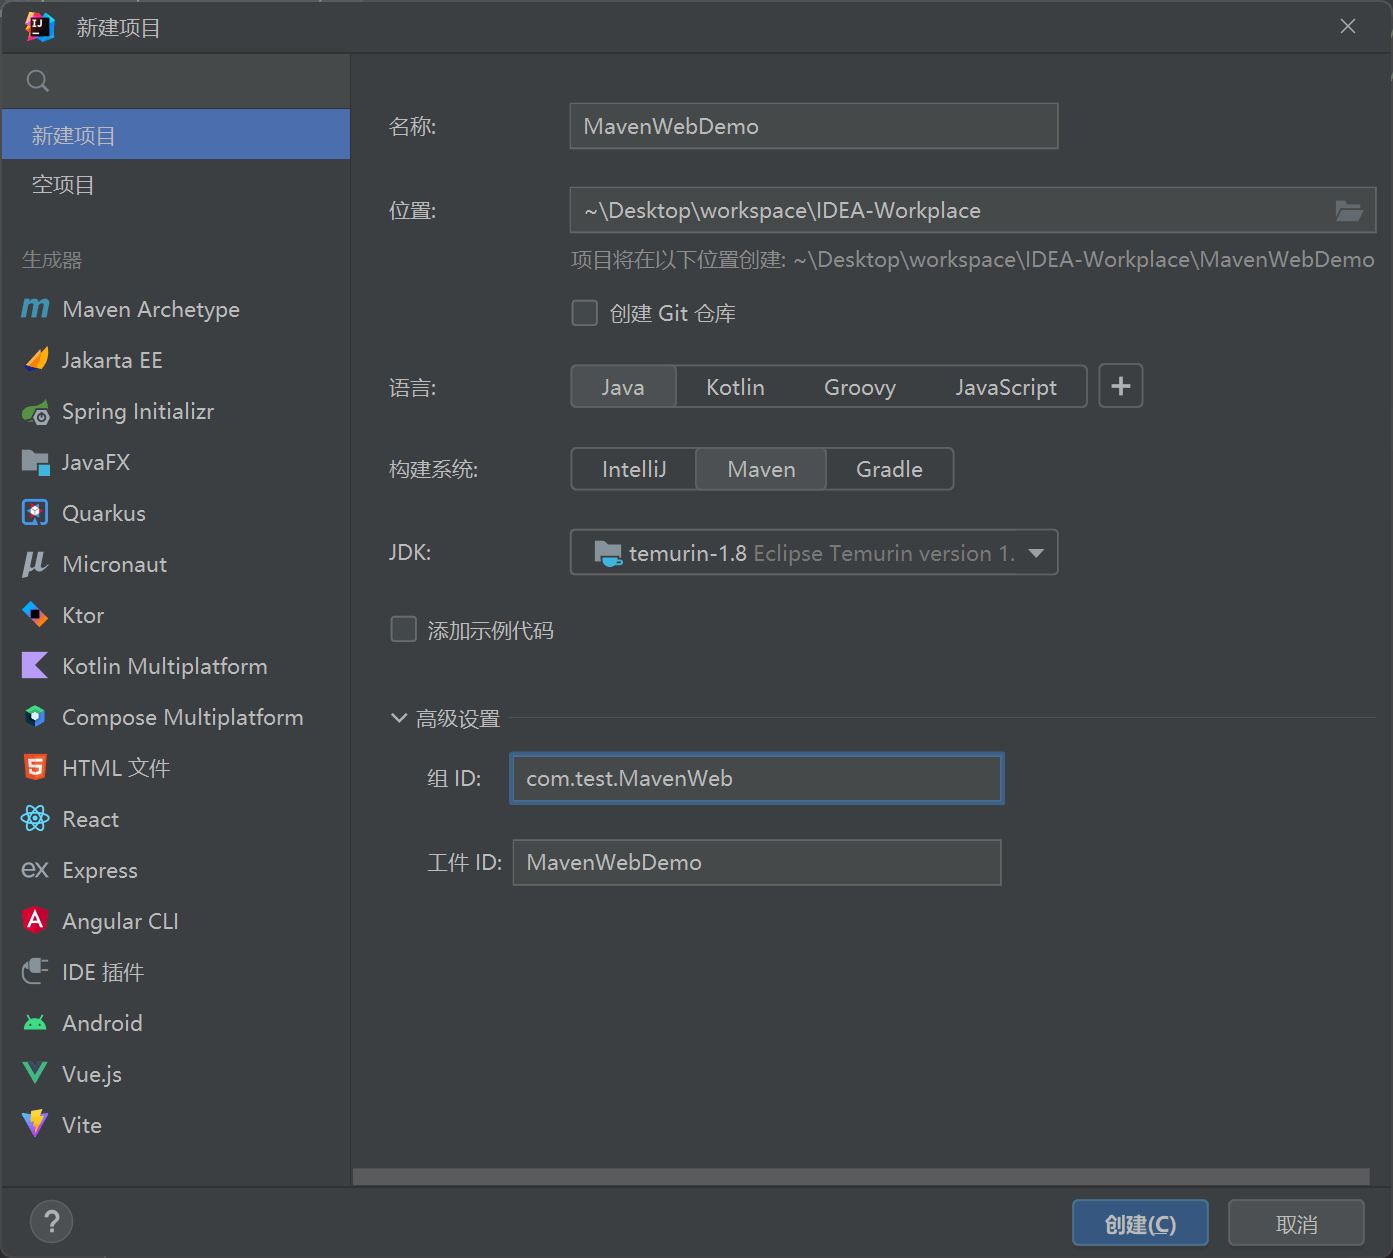 新建项目
新建项目
空项目
生成器
Maven Archetype
Jakarta EE
Spring Initializr
JavaFX
Quarkus
Micronaut
Ktor
Kotlin Multiplatform
Compose Multiplatform
HTML 文件
React
Express
Angular CLI
IDE 插件
Android
Vue.js
Vite
名称: MavenWebDemo
位置: ~\Desktop\workspace\IDEA-Workplace
项目将在以下位置创建: ~\Desktop\workspace\IDEA-Workplace\MavenWebDemo
创建 Git 仓库
语言: Java Kotlin Groovy JavaScript +
构建系统: IntelliJ Maven Gradle
JDK: temurin-1.8 Eclipse Temurin version 1.
添加示例代码
高级设置
组 ID: com.test.MavenWeb
工件 ID: MavenWebDemo
? 创建(C) 取消